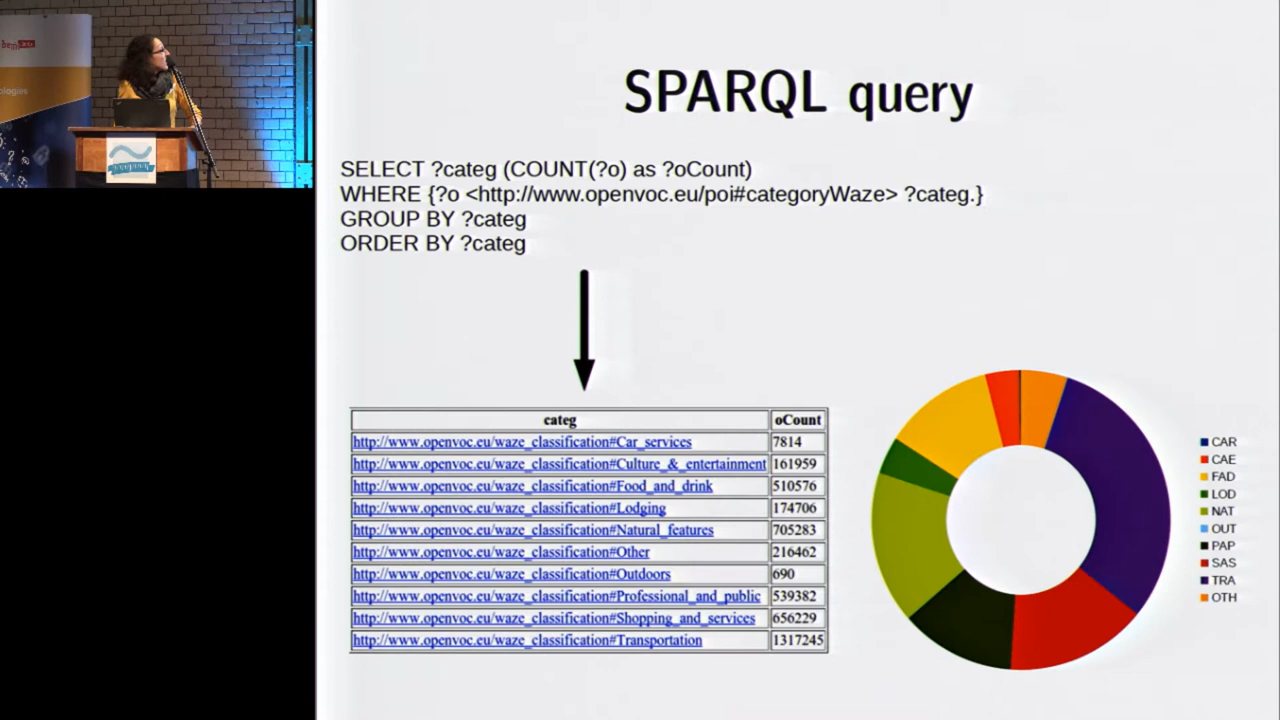 SPARQL query
SELECT ?categ (COUNT(?o) as ?oCount)
WHERE {?o <http://www.openvoc.eu/poi#categoryWaze> ?categ.}
GROUP BY ?categ
ORDER BY ?categ
categ oCount
http://www.openvoc.eu/waze_classification#Car_services 7814
http://www.openvoc.eu/waze_classification#Culture_&_entertainment 161959
http://www.openvoc.eu/waze_classification#Food_and_drink 510576
http://www.openvoc.eu/waze_classification#Lodging 174706
http://www.openvoc.eu/waze_classification#Natural_features 705283
http://www.openvoc.eu/waze_classification#Other 216462
http://www.openvoc.eu/waze_classification#Outdoors 690
http://www.openvoc.eu/waze_classification#Professional_and_public 539382
http://www.openvoc.eu/waze_classification#Shopping_and_services 656229
http://www.openvoc.eu/waze_classification#Transportation 1317245
CAR
CAE
FAD
LOD
NAT
OUT
PAP
SAS
TRA
OTH